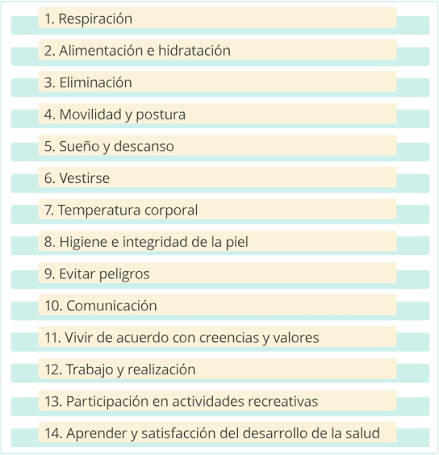 1. Respiración
2. Alimentación e hidratación
3. Eliminación
4. Movilidad y postura
5. Sueño y descanso
6. Vestirse
7. Temperatura corporal
8. Higiene e integridad de la piel
9. Evitar peligros
10. Comunicación
11. Vivir de acuerdo con creencias y valores
12. Trabajo y realización
13. Participación en actividades recreativas
14. Aprender y satisfacción del desarrollo de la salud